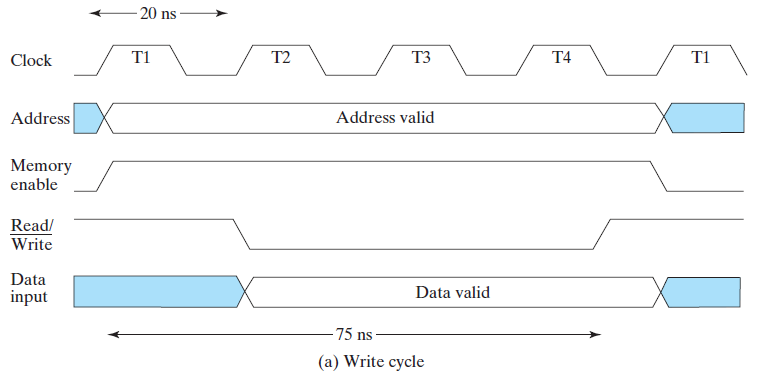 20 ns
Clock T1 T2 T3 T4 T1
Address Address valid
Memory
enable
Read/
Write
Data
input
Data valid
75 ns
(a) Write cycle